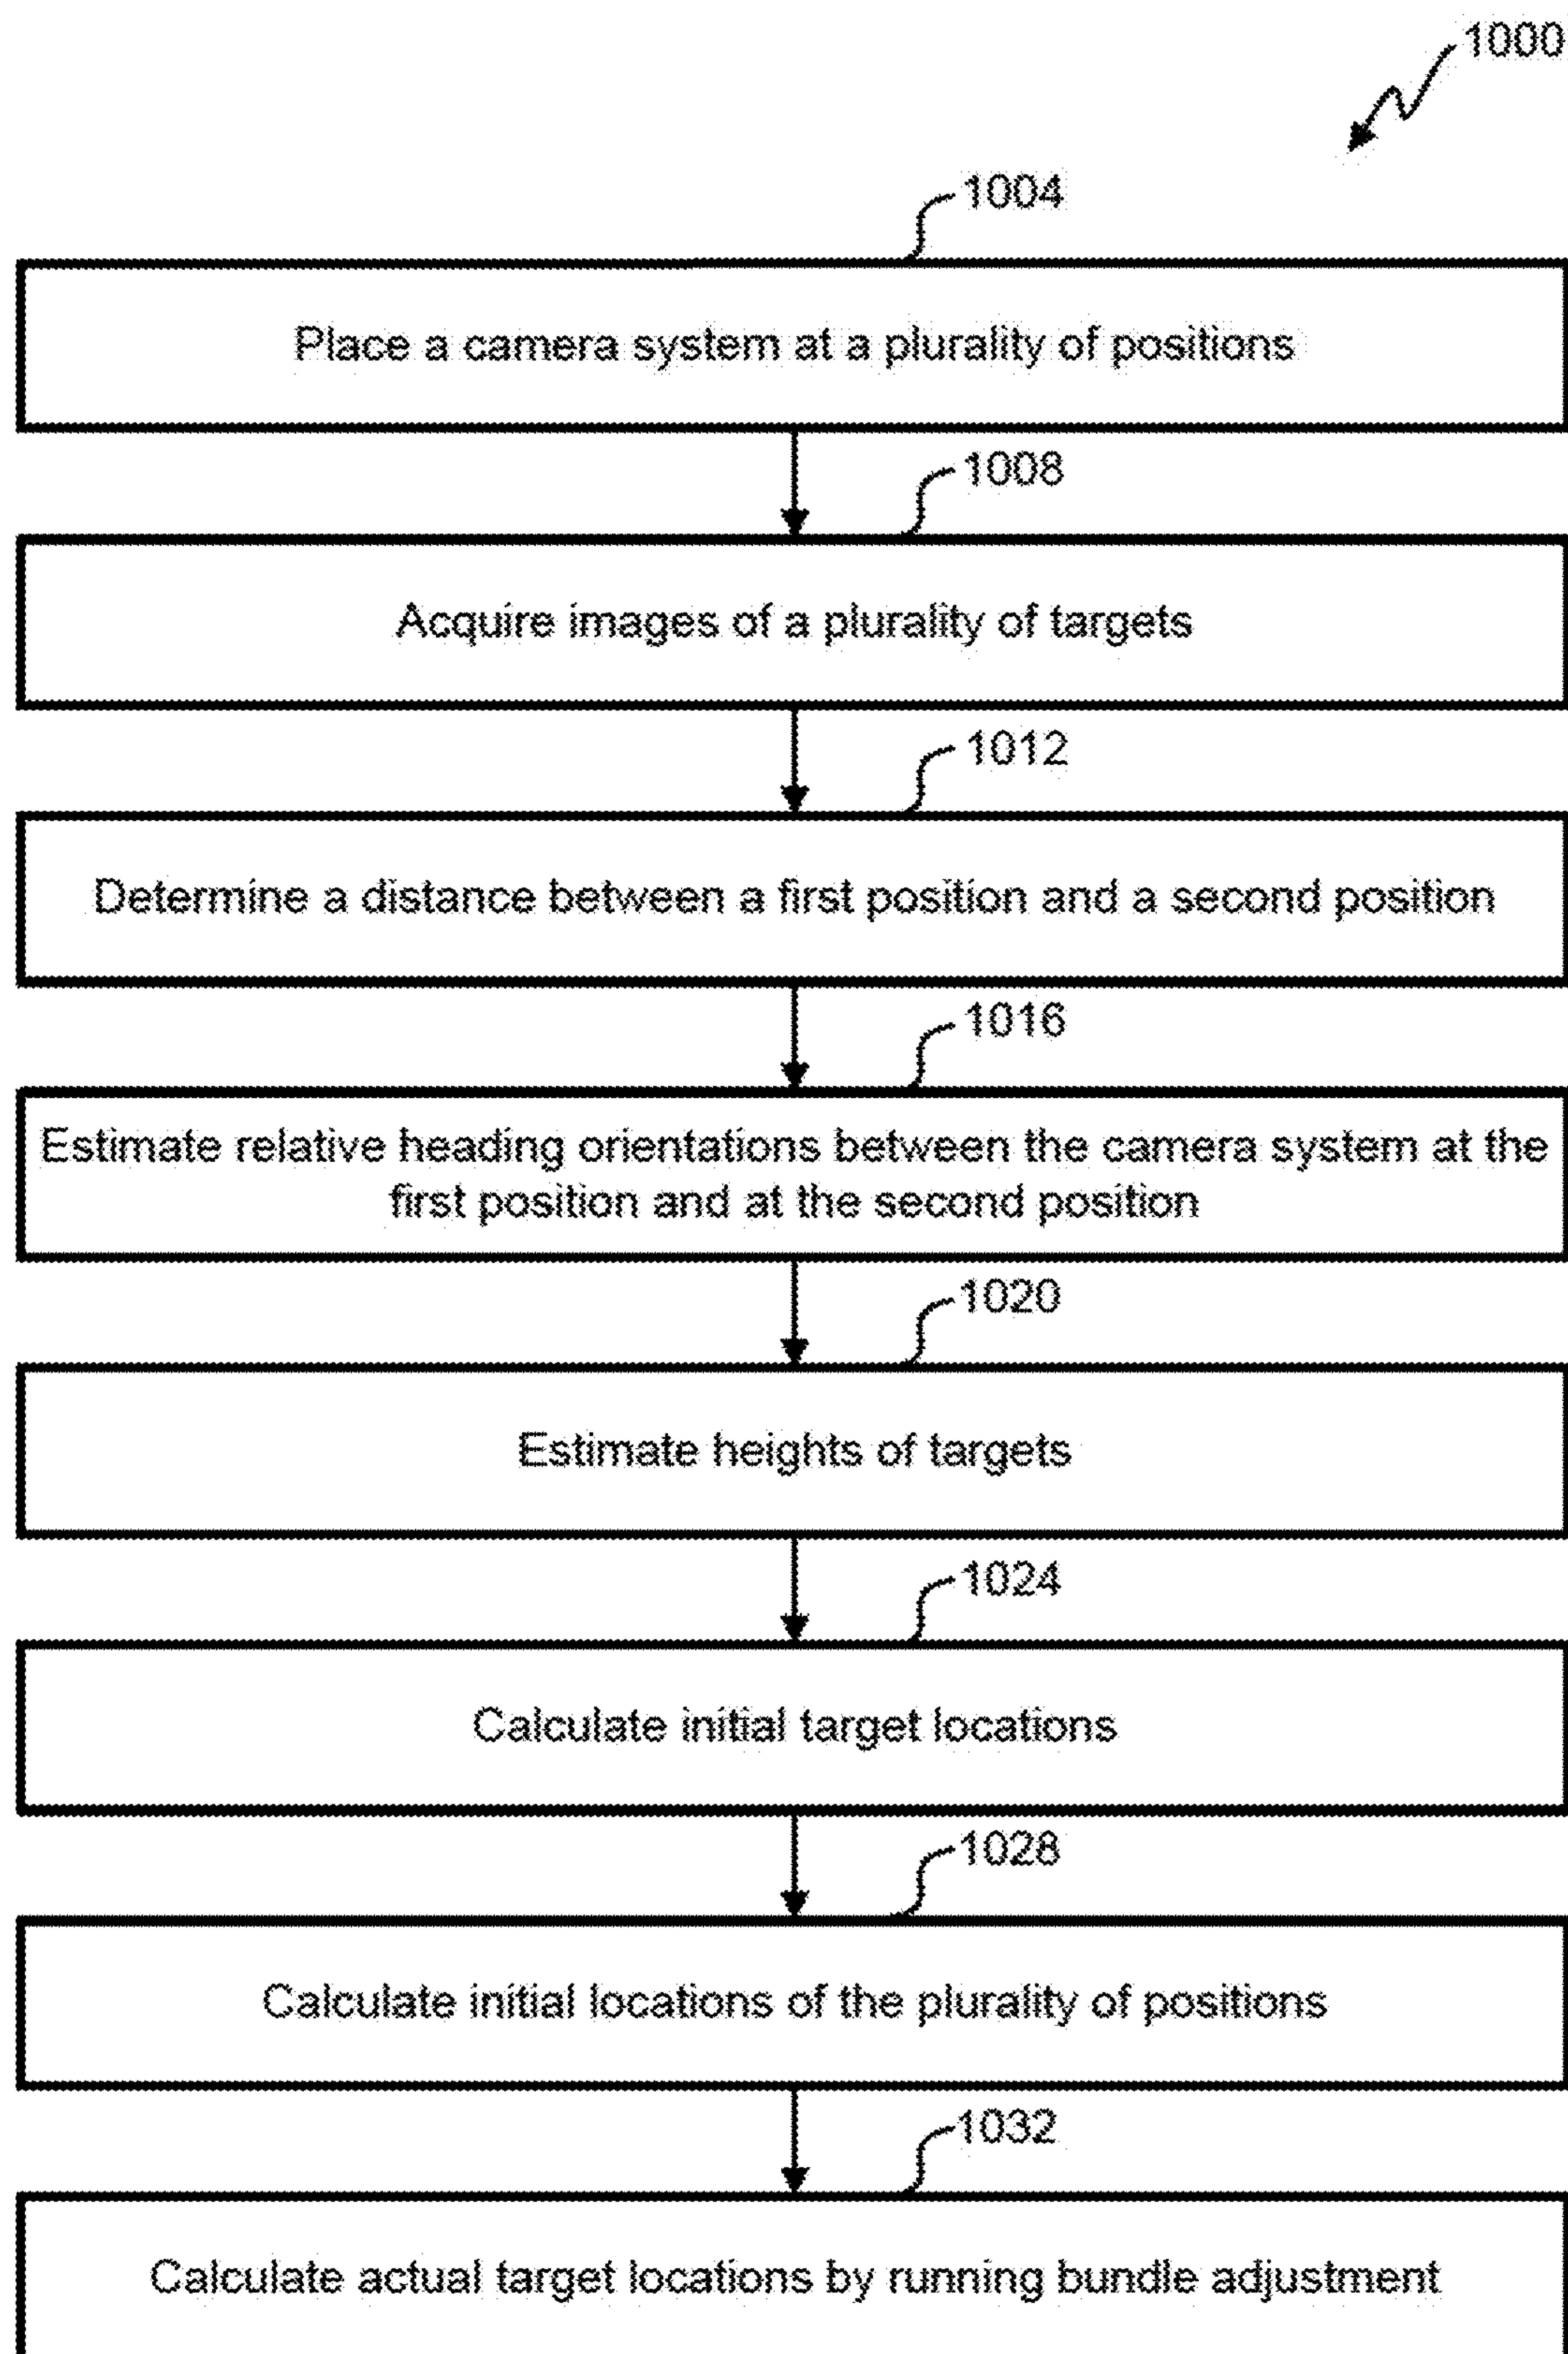 1000
1004
Place a camera system at a plurality of positions
1008
Acquire images of a plurality of targets
1012
Determine a distance between a first position and a second position
1016
Estimate relative heading orientations between the camera system at the
first position and at the second position
1020
Estimate heights of targets
1024
Calculate initial target locations
1028
Calculate initial locations of the plurality of positions
1032
Calculate actual target locations by running bundle adjustment